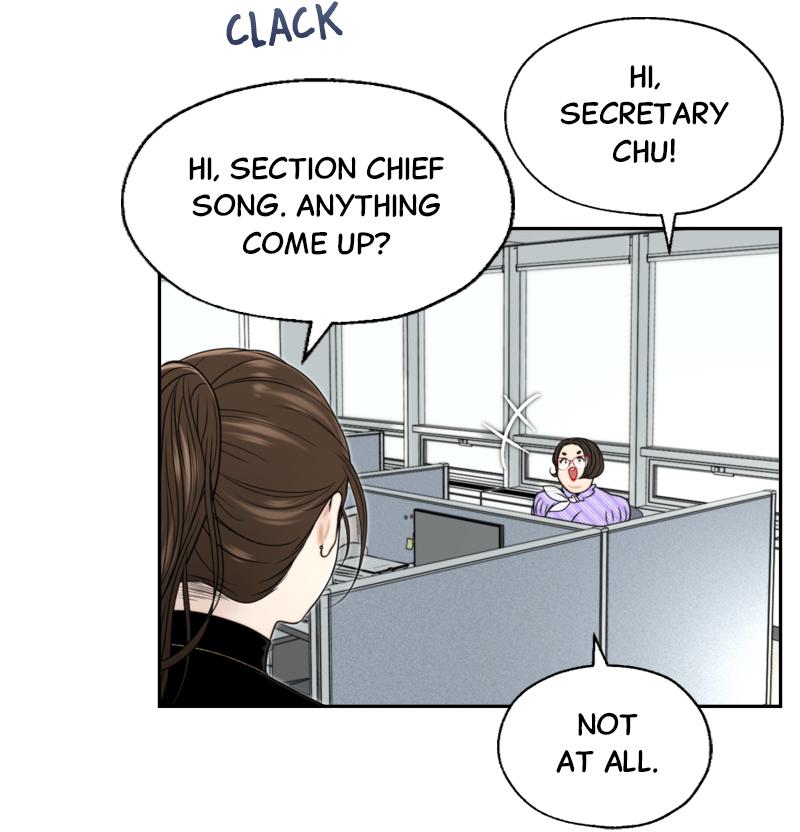 CLACK
HI,
SECRETARY
CHU!
HI, SECTION CHIEF
SONG. ANYTHING
COME UP?
NOT
AT ALL.